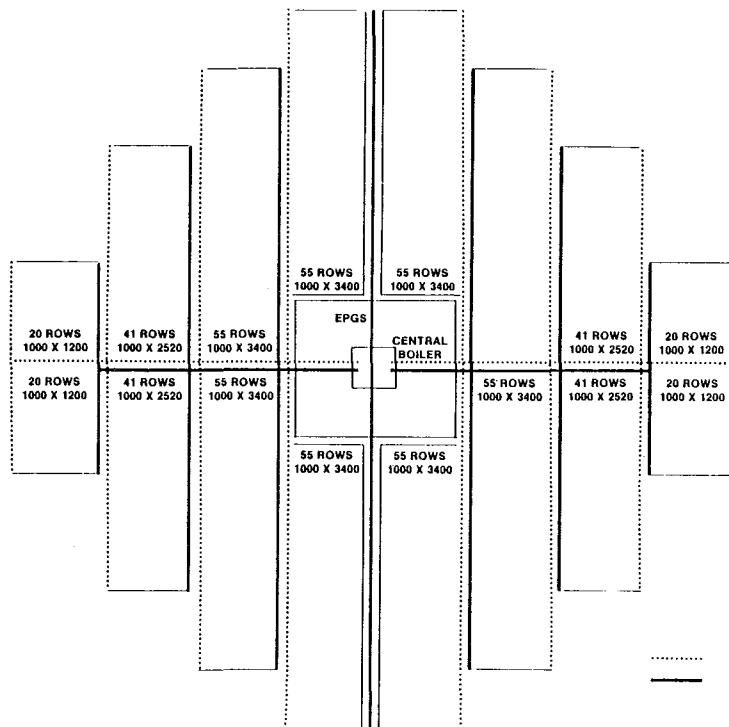 55 ROWS
1000 X 3400
55 ROWS
1000 X 3400
EPGS
CENTRAL
BOILER
20 ROWS
1000 X 1200
41 ROWS
1000 X 2520
55 ROWS
1000 X 3400
41 ROWS
1000 X 2520
20 ROWS
1000 X 1200
20 ROWS
1000 X 1200
41 ROWS
1000 X 2520
55 ROWS
1000 X 3400
55 ROWS
1000 X 3400
41 ROWS
1000 X 2520
20 ROWS
1000 X 1200
55 ROWS
1000 X 3400
55 ROWS
1000 X 3400